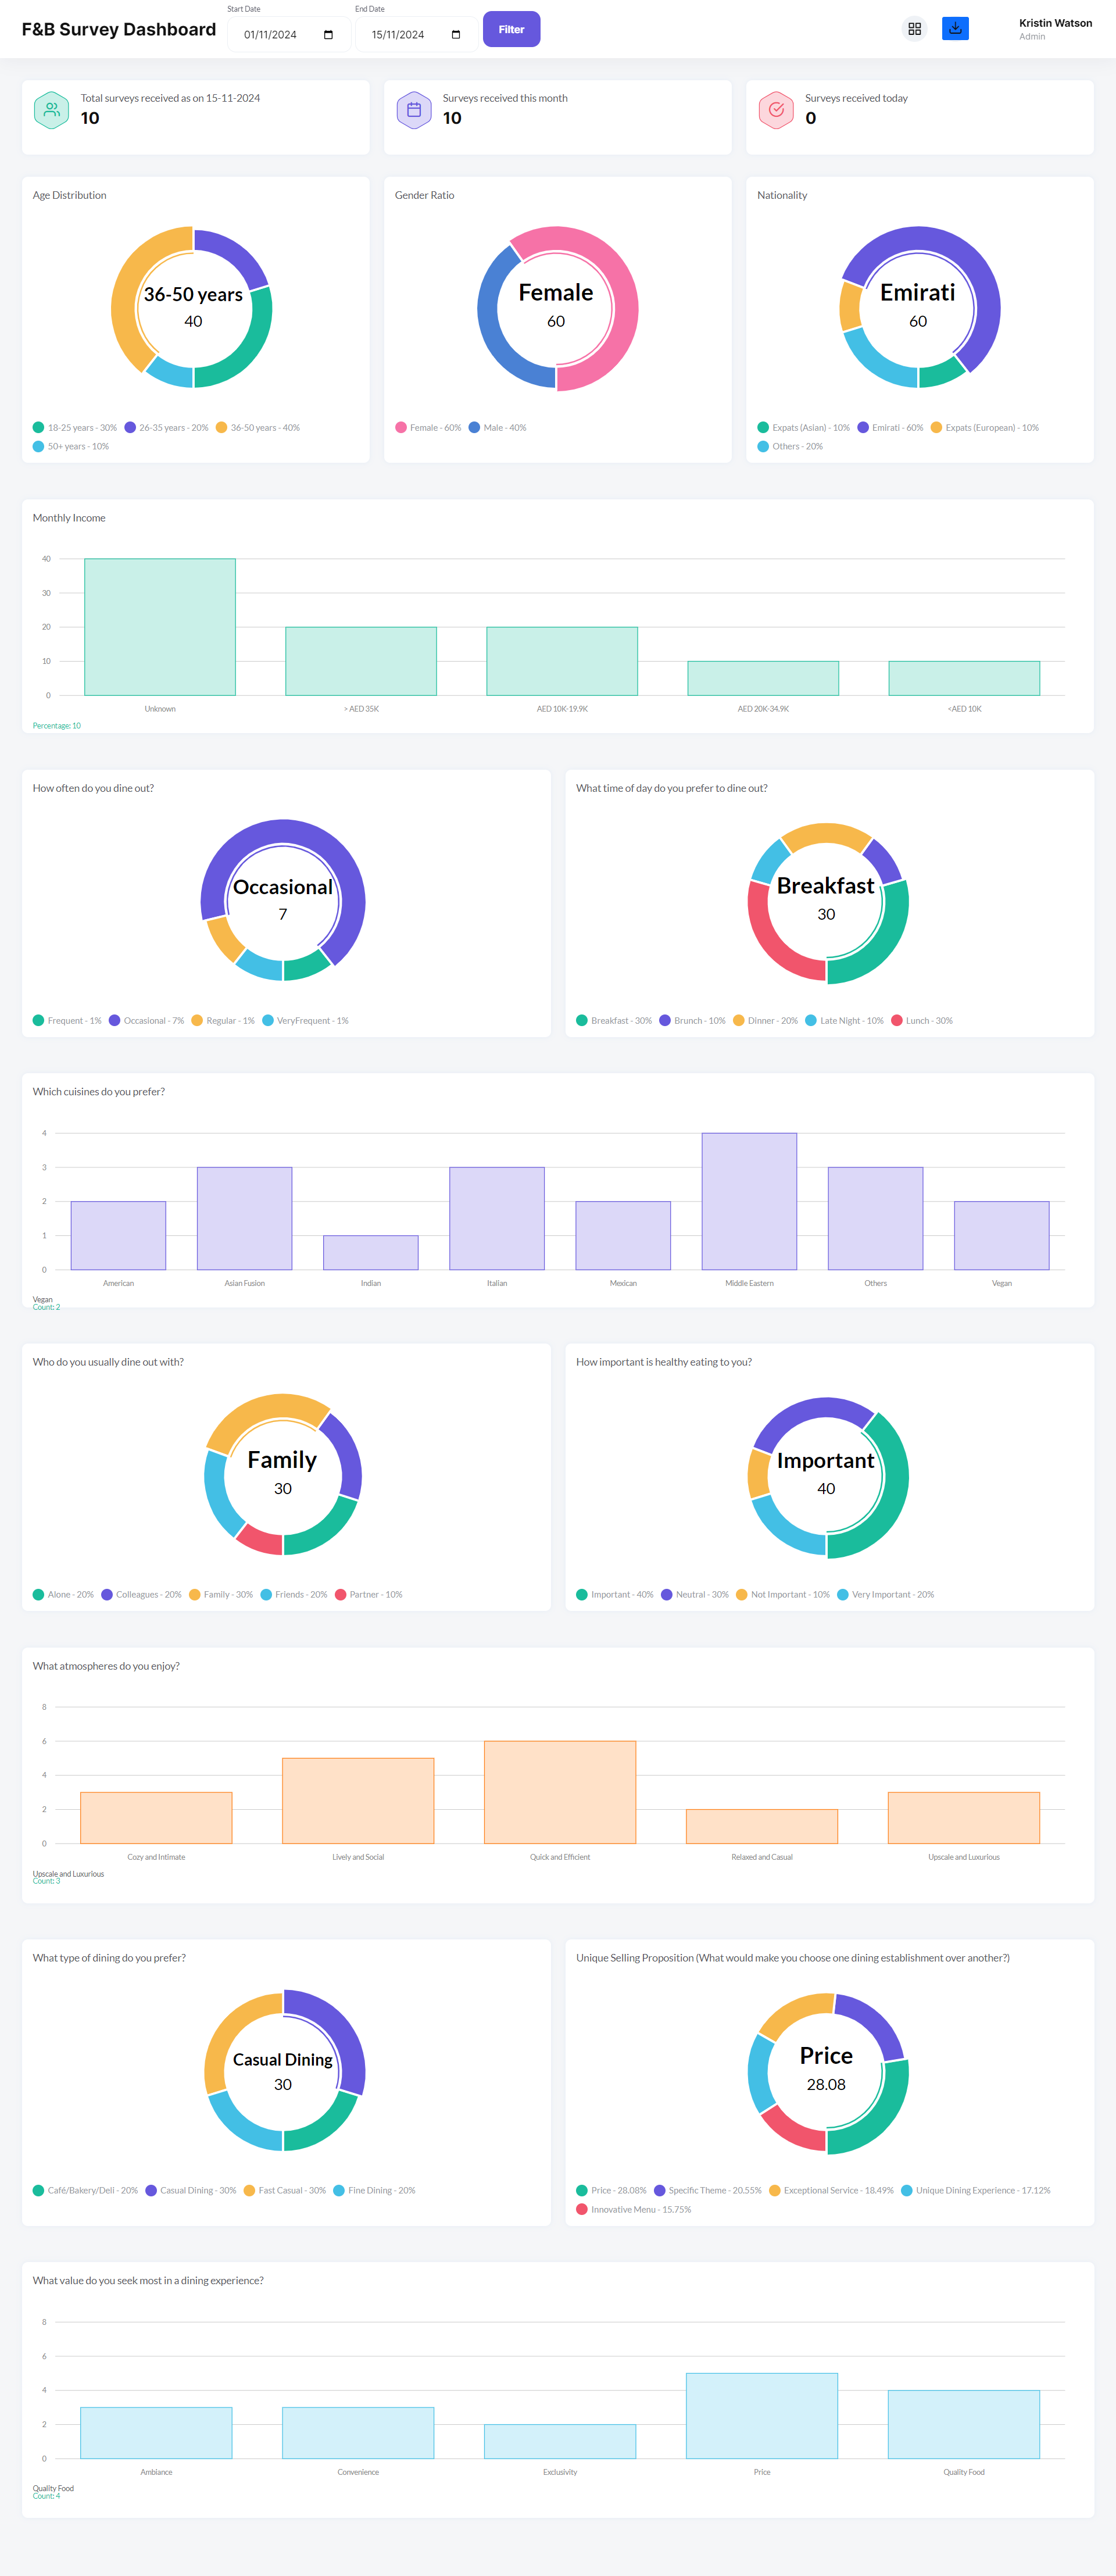 F&B Survey Dashboard
Start Date
01/11/2024
End Date
15/11/2024
Filter
Kristin Watson
Admin
Total surveys received as on 15-11-2024
10
Surveys received this month
10
Surveys received today
0
Age Distribution
36-50 years
40
18-25 years - 30% 26-35 years - 20% 36-50 years - 40%
50+ years - 10%
Gender Ratio
Female
60
Female - 60% Male - 40%
Nationality
Emirati
60
Expats (Asian) - 10% Emirati - 60% Expats (European) - 10%
Others - 20%
Monthly Income
40
30
20
10
0
Unknown > AED 35K AED 10K-19.9K AED 20K-34.9K <AED 10K
Percentage: 10
How often do you dine out?
Occasional
7
Frequent - 1% Occasional - 7% Regular - 1% VeryFrequent - 1%
What time of day do you prefer to dine out?
Breakfast
30
Breakfast - 30% Brunch - 10% Dinner - 20% Late Night - 10% Lunch - 30%
Which cuisines do you prefer?
4
3
2
1
0
American Asian Fusion Indian Italian Mexican Middle Eastern Others Vegan
Vegan
Count: 2
Who do you usually dine out with?
Family
30
Alone - 20% Colleagues - 20% Family - 30% Friends - 20% Partner - 10%
How important is healthy eating to you?
Important
40
Important - 40% Neutral - 30% Not Important - 10% Very Important - 20%
What atmospheres do you enjoy?
8
6
4
2
0
Cozy and Intimate Lively and Social Quick and Efficient Relaxed and Casual Upscale and Luxurious
Upscale and Luxurious
Count: 3
What type of dining do you prefer?
Casual Dining
30
Café/Bakery/Deli - 20% Casual Dining - 30% Fast Casual - 30% Fine Dining - 20%
Unique Selling Proposition (What would make you choose one dining establishment over another?)
Price
28.08
Price - 28.08% Specific Theme - 20.55% Exceptional Service - 18.49% Unique Dining Experience - 17.12%
Innovative Menu - 15.75%
What value do you seek most in a dining experience?
8
6
4
2
0
Ambiance Convenience Exclusivity Price Quality Food
Quality Food
Count: 4